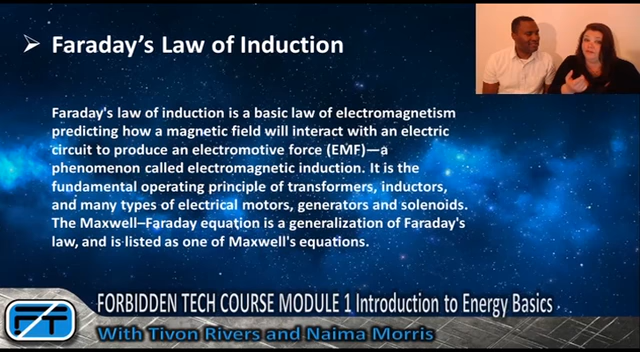 ➢ Faraday's Law of Induction
Faraday's law of induction is a basic law of electromagnetism
predicting how a magnetic field will interact with an electric
circuit to produce an electromotive force (EMF)—a
phenomenon called electromagnetic induction. It is the
fundamental operating principle of transformers, inductors,
and many types of electrical motors, generators and solenoids.
The Maxwell–Faraday equation is a generalization of Faraday's
law, and is listed as one of Maxwell's equations.
FORBIDDEN TECH COURSE MODULE 1 Introduction to Energy Basics
FT
With Tivon Rivers and Naima Morris